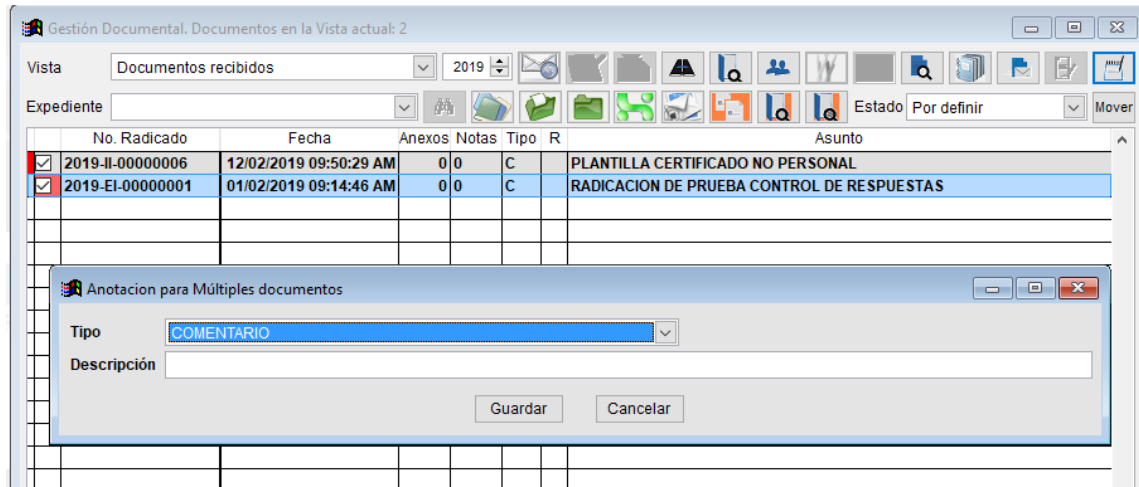 Gestión Documental. Documentos en la Vista actual: 2
Vista Documentos recibidos 2019
Expediente Estado Por definir Mover
No. Radicado Fecha Anexos Notas Tipo R Asunto
2019-II-00000006 12/02/2019 09:50:29 AM 0 0 C PLANTILLA CERTIFICADO NO PERSONAL
2019-EI-00000001 01/02/2019 09:14:46 AM 0 0 C RADICACION DE PRUEBA CONTROL DE RESPUESTAS
Anotacion para Múltiples documentos
Tipo COMENTARIO
Descripción
Guardar Cancelar